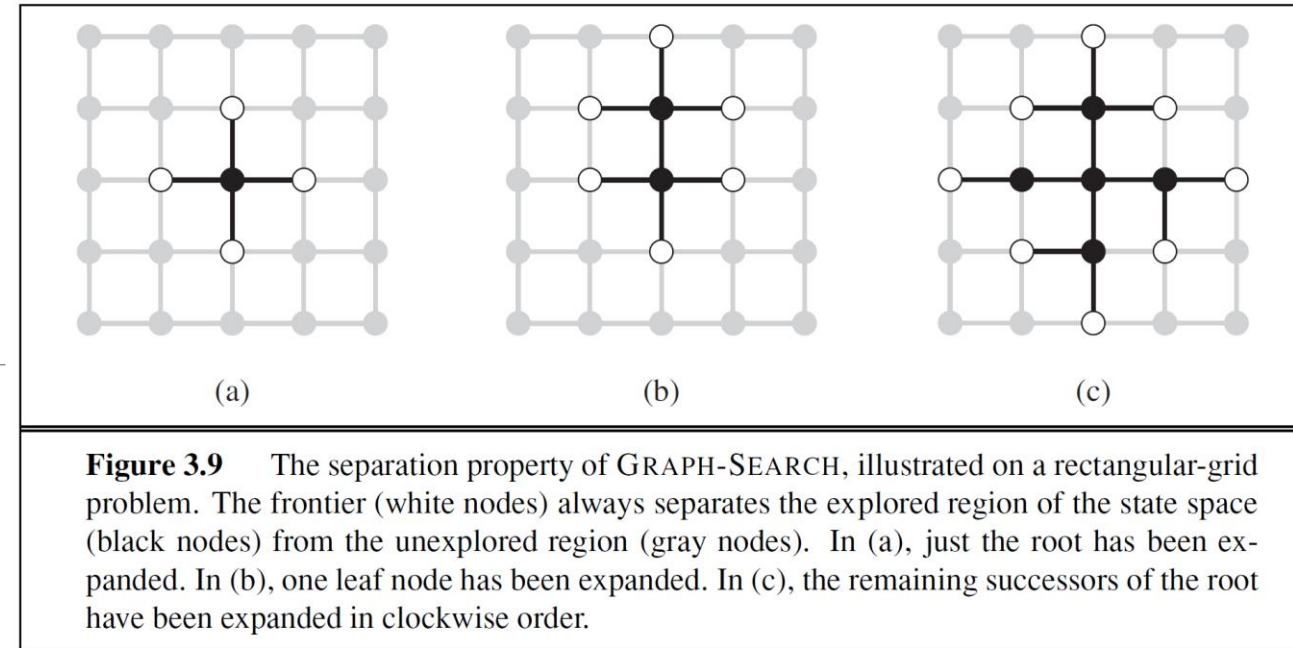 (a) (b) (c)
Figure 3.9 The separation property of GRAPH-SEARCH, illustrated on a rectangular-grid
problem. The frontier (white nodes) always separates the explored region of the state space
(black nodes) from the unexplored region (gray nodes). In (a), just the root has been ex-
panded. In (b), one leaf node has been expanded. In (c), the remaining successors of the root
have been expanded in clockwise order.